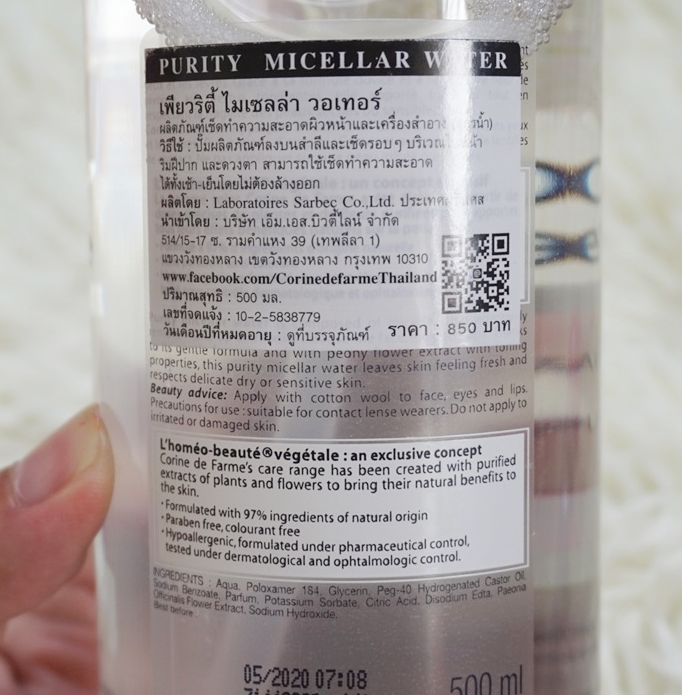 PURITY MICELLAR WATER
เพียวริตี้ ไมเซลล่า วอเทอร์
ผลิตภัณฑ์เช็ดทำความสะอาดผิวหน้าและเครื่องสำอาง
วิธีใช้ : ปั๊มผลิตภัณฑ์ลงบนสำลีและเช็ดรอบๆ
ริมฝีปาก และดวงตา สามารถใช้เช็ดทำความสะอาด
ได้ทั้งเช้า-เย็นโดยไม่ต้องล้างออก
ผลิตโดย : Laboratoires Sarbec Co.,Ltd. ประเทศฝรั่งเศส
นำเข้าโดย : บริษัท เอ็ม.เอส.บิวตี้ไลน์ จำกัด
514/15-17 ซ. รามคำแหง 39 (เทพลีลา 1)
แขวงวังทองหลาง เขตวังทองหลาง กรุงเทพฯ 10310
www.facebook.com/CorinedefarmeThailand
ปริมาณสุทธิ : 500 มล.
เลขที่จดแจ้ง : 10-2-5838779
วันเดือนปีที่หมดอายุ : ดูที่บรรจุภัณฑ์ ราคา : 850 บาท
to its gentle formula and with peony flower extract with toning
properties, this purity micellar water leaves skin feeling fresh and
respects delicate dry or sensitive skin.
Beauty advice: Apply with cotton wool to face, eyes and lips.
Precautions for use :suitable for contact lense wearers. Do not apply to
irritated or damaged skin.
L'homéo-beauté®végétale : an exclusive concept
Corine de Farme's care range has been created with purified
extracts of plants and flowers to bring their natural benefits to
the skin.
• Formulated with 97% ingredients of natural origin
• Paraben free, colourant free
• Hypoallergenic, formulated under pharmaceutical control,
tested under dermatological and ophtalmologic control.
INGREDIENTS : Aqua, Poloxamer 184, Glycerin, Peg-40 Hydrogenated Castor Oil,
Sodium Benzoate, Parfum, Potassium Sorbate, Citric Acid, Disodium Edta, Paeonia
Officinalis Flower Extract, Sodium Hydroxide.
Best before
05/2020 07:08
500 ml